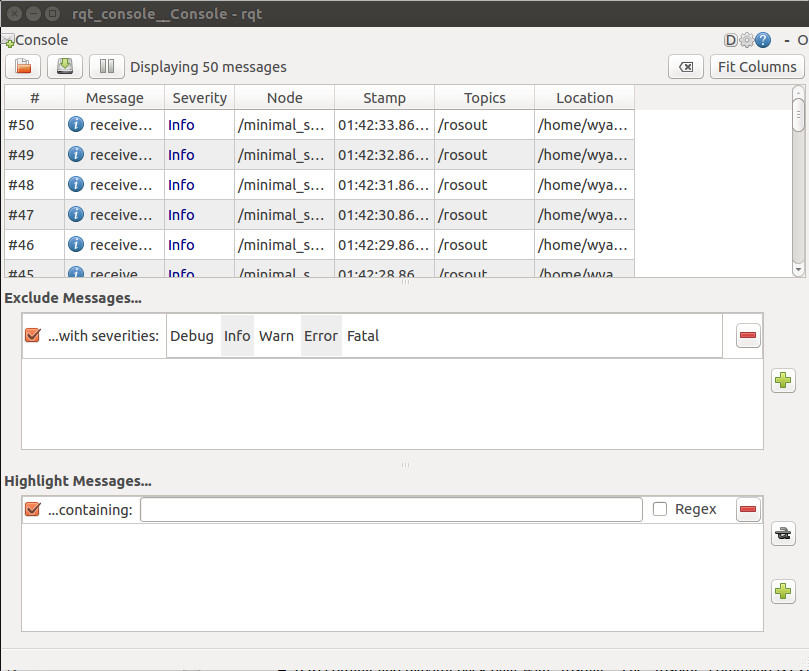 rqt_console__Console - rqt
Console D ? - O
Displaying 50 messages Fit Columns
# Message Severity Node Stamp Topics Location
#50 i receive... Info /minimal_s... 01:42:33.86... /rosout /home/wya...
#49 i receive... Info /minimal_s... 01:42:32.86... /rosout /home/wya...
#48 i receive... Info /minimal_s... 01:42:31.86... /rosout /home/wya...
#47 i receive... Info /minimal_s... 01:42:30.86... /rosout /home/wya...
#46 i receive... Info /minimal_s... 01:42:29.86... /rosout /home/wya...
#45 i receive... Info /minimal_s... 01:42:28.86... /rosout /home/wya...
Exclude Messages...
...with severities: Debug Info Warn Error Fatal
Highlight Messages...
...containing: Regex